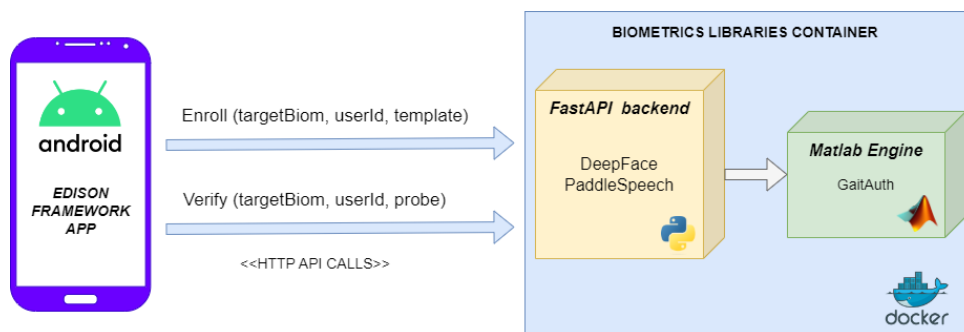 android
EDISON
FRAMEWORK
APP
Enroll (targetBiom, userId, template)
Verify (targetBiom, userId, probe)
<<HTTP API CALLS>>
BIOMETRICS LIBRARIES CONTAINER
FastAPI backend
DeepFace
PaddleSpeech
Matlab Engine
GaitAuth
docker